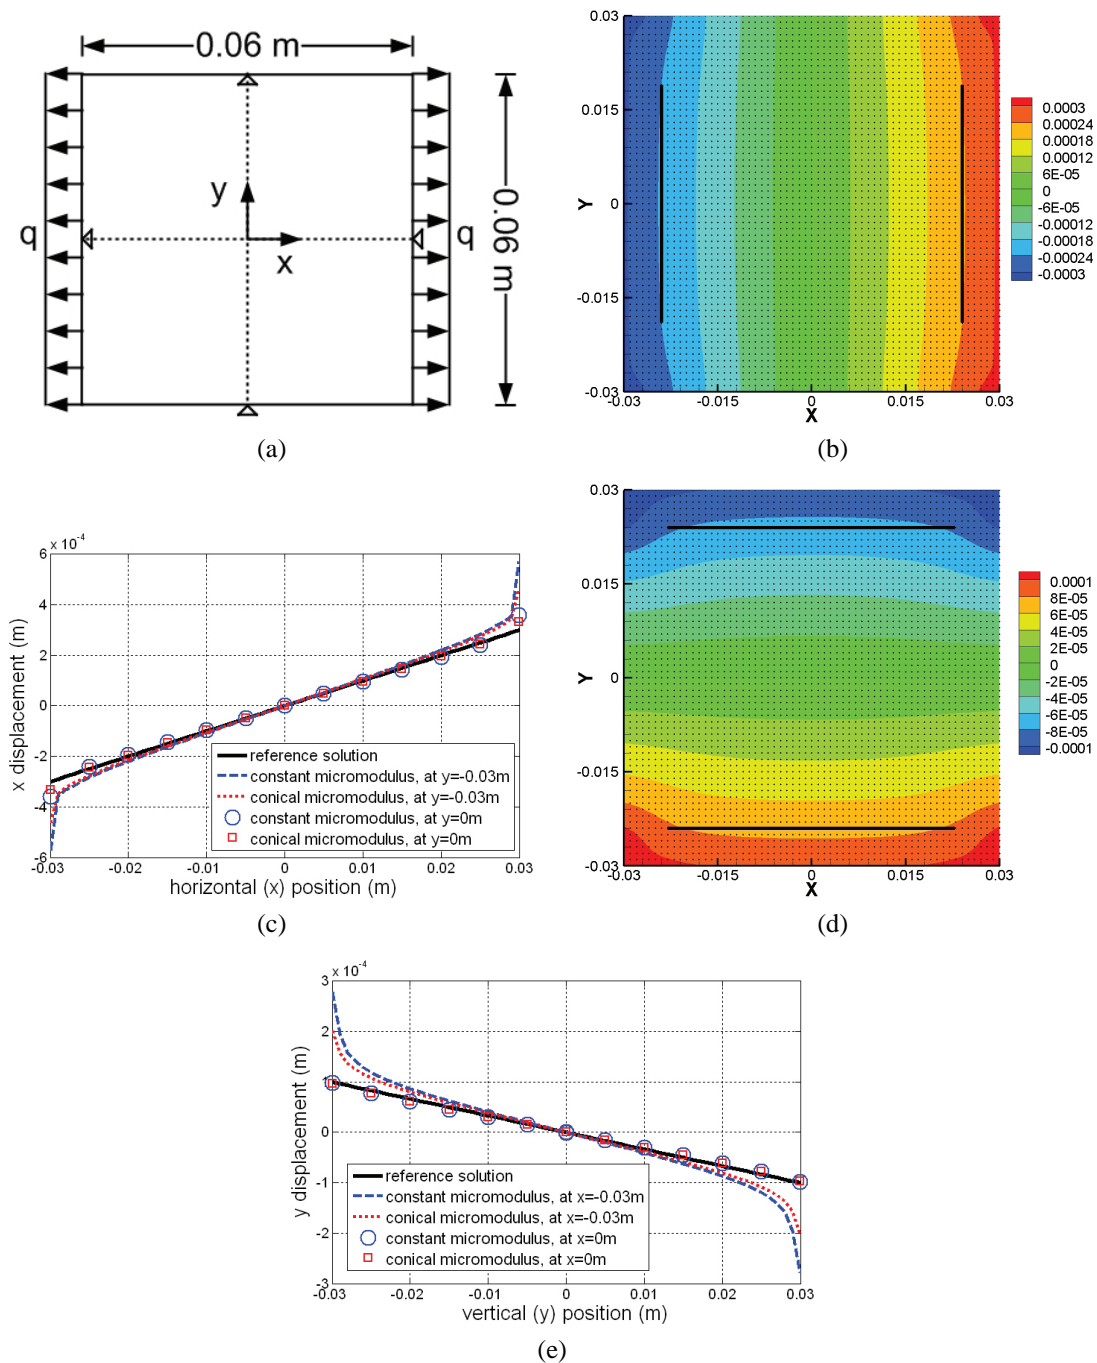 0.06 m
y
x
q
q
0.06 m
(a)
0.03
0.015
0
-0.015
-0.03
Y
-0.03
-0.015
0
0.015
0.03
X
0.0003
0.00024
0.00018
0.00012
6E-05
0
-6E-05
-0.00012
-0.00018
-0.00024
-0.0003
(b)
x 10⁻⁴
6
4
2
0
-2
-4
-6
x displacement (m)
reference solution
constant micromodulus, at y=-0.03m
conical micromodulus, at y=-0.03m
constant micromodulus, at y=0m
conical micromodulus, at y=0m
-0.03
-0.02
-0.01
0
0.01
0.02
0.03
horizontal (x) position (m)
(c)
0.03
0.015
0
-0.015
-0.03
Y
-0.03
-0.015
0
0.015
0.03
X
0.0001
8E-05
6E-05
4E-05
2E-05
0
-2E-05
-4E-05
-6E-05
-8E-05
-0.0001
(d)
x 10⁻⁴
3
2
1
0
-1
-2
-3
y displacement (m)
reference solution
constant micromodulus, at x=-0.03m
conical micromodulus, at x=-0.03m
constant micromodulus, at x=0m
conical micromodulus, at x=0m
-0.03
-0.02
-0.01
0
0.01
0.02
0.03
vertical (y) position (m)
(e)